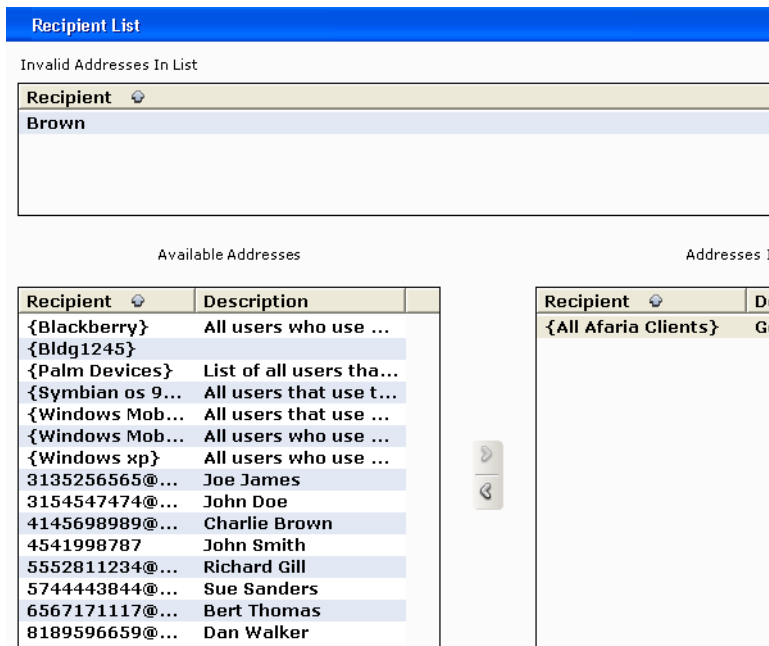 Recipient List
Invalid Addresses In List
Recipient
Brown
Available Addresses
Addresses
Recipient Description
{Blackberry} All users who use ...
{Bldg1245}
{Palm Devices} List of all users tha...
{Symbian os 9... All users that use t...
{Windows Mob... All users that use ...
{Windows Mob... All users who use ...
{Windows xp} All users who use ...
3135256565@... Joe James
3154547474@... John Doe
4145698989@... Charlie Brown
4541998787 John Smith
5552811234@... Richard Gill
5744443844@... Sue Sanders
6567171117@... Bert Thomas
8189596659@... Dan Walker
Recipient
{All Afaria Clients}